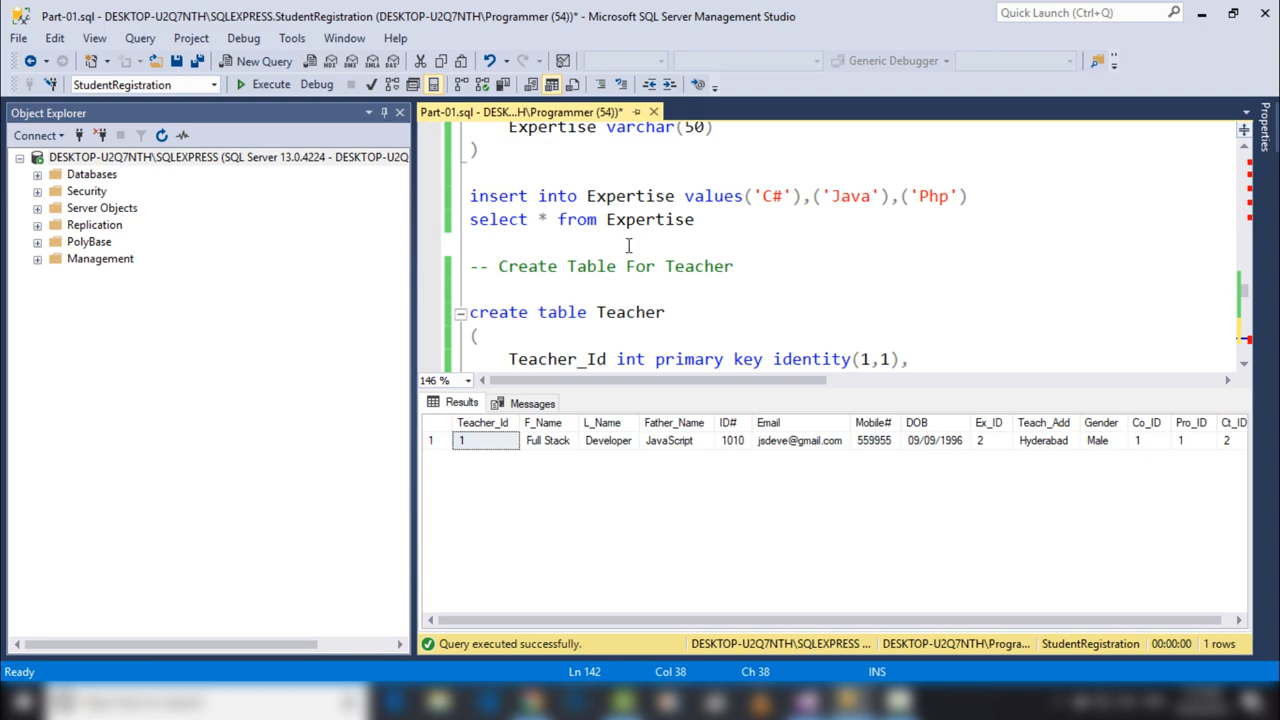 Part-01.sql - DESKTOP-U2Q7NTH\SQLEXPRESS.StudentRegistration (DESKTOP-U2Q7NTH\Programmer (54))* - Microsoft SQL Server Management Studio
Quick Launch (Ctrl+Q)
File Edit View Query Project Debug Tools Window Help
New Query
Generic Debugger
StudentRegistration
Execute Debug
Object Explorer
Part-01.sql - DESK...H\Programmer (54))*
Properties
Connect
DESKTOP-U2Q7NTH\SQLEXPRESS (SQL Server 13.0.4224 - DESKTOP-U2Q
Databases
Security
Server Objects
Replication
PolyBase
Management
Expertise varchar(50)
)
insert into Expertise values('C#'),('Java'),('Php')
select * from Expertise
-- Create Table For Teacher
create table Teacher
(
Teacher_Id int primary key identity(1,1),
146 %
Results Messages
Teacher_Id F_Name L_Name Father_Name ID# Email Mobile# DOB Ex_ID Teach_Add Gender Co_ID Pro_ID Ct_ID
1 1 Full Stack Developer JavaScript 1010 jsdeve@gmail.com 559955 09/09/1996 2 Hyderabad Male 1 1 2
Query executed successfully. DESKTOP-U2Q7NTH\SQLEXPRESS ... DESKTOP-U2Q7NTH\Progra... StudentRegistration 00:00:00 1 rows
Ready Ln 142 Col 38 Ch 38 INS